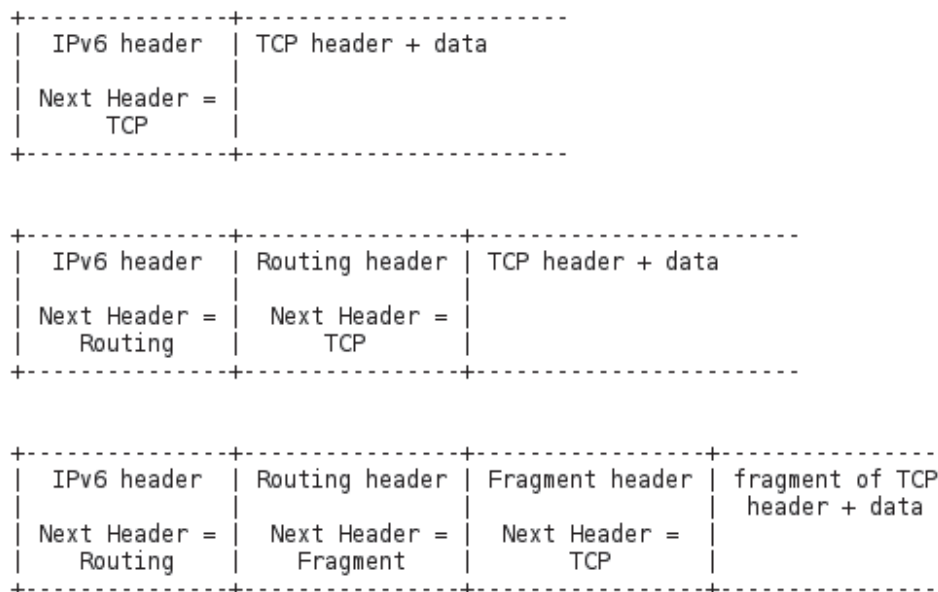 +---------------+------------------------
|  IPv6 header  | TCP header + data
|               |
| Next Header = |
|      TCP      |
+---------------+------------------------
+---------------+----------------+------------------------
|  IPv6 header  | Routing header | TCP header + data
|               |                |
| Next Header = |  Next Header = |
|    Routing    |      TCP       |
+---------------+----------------+------------------------
+---------------+----------------+-----------------+-----------------
|  IPv6 header  | Routing header | Fragment header | fragment of TCP
|               |                |                 |  header + data
| Next Header = |  Next Header = |  Next Header =  |
|    Routing    |    Fragment    |       TCP       |
+---------------+----------------+-----------------+-----------------